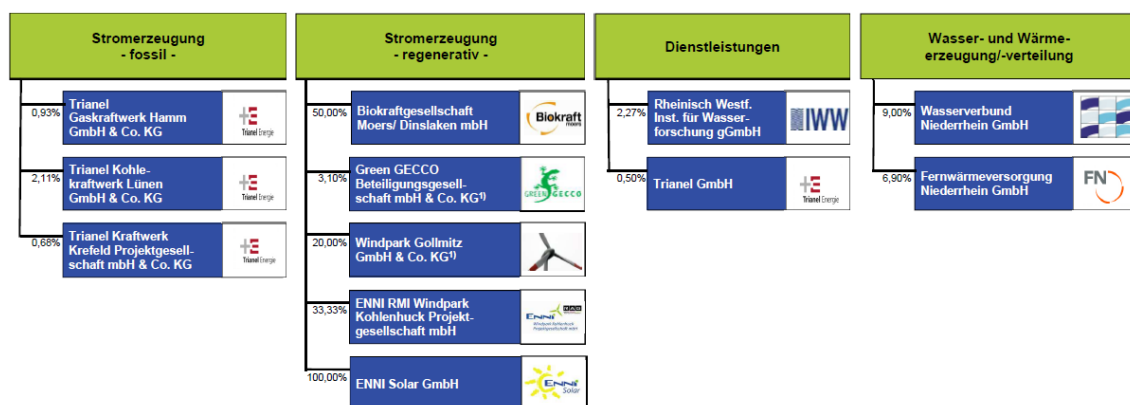 Stromerzeugung
- fossil -
0,93%
Trianel
Gaskraftwerk Hamm
GmbH & Co. KG
Trianel Energie
2,11%
Trianel Kohle-
kraftwerk Lünen
GmbH & Co. KG
Trianel Energie
0,68%
Trianel Kraftwerk
Krefeld Projektgesell-
schaft mbH & Co. KG
Trianel Energie
Stromerzeugung
- regenerativ -
50,00%
Biokraftgesellschaft
Moers/ Dinslaken mbH
Biokraft
moers
3,10%
Green GECCO
Beteiligungsgesell-
schaft mbH & Co. KG¹⁾
GREEN GECCO
20,00%
Windpark Gollmitz
GmbH & Co. KG¹⁾
33,33%
ENNI RMI Windpark
Kohlenhuck Projekt-
gesellschaft mbH
ENNI
Windpark Kohlenhuck
Projektgesellschaft mbH
100,00%
ENNI Solar GmbH
ENNI
Solar
Dienstleistungen
2,27%
Rheinisch Westf.
Inst. für Wasser-
forschung gGmbH
IWW
0,50%
Trianel GmbH
Trianel Energie
Wasser- und Wärme-
erzeugung/-verteilung
9,00%
Wasserverbund
Niederrhein GmbH
6,90%
Fernwärmeversorgung
Niederrhein GmbH
FN